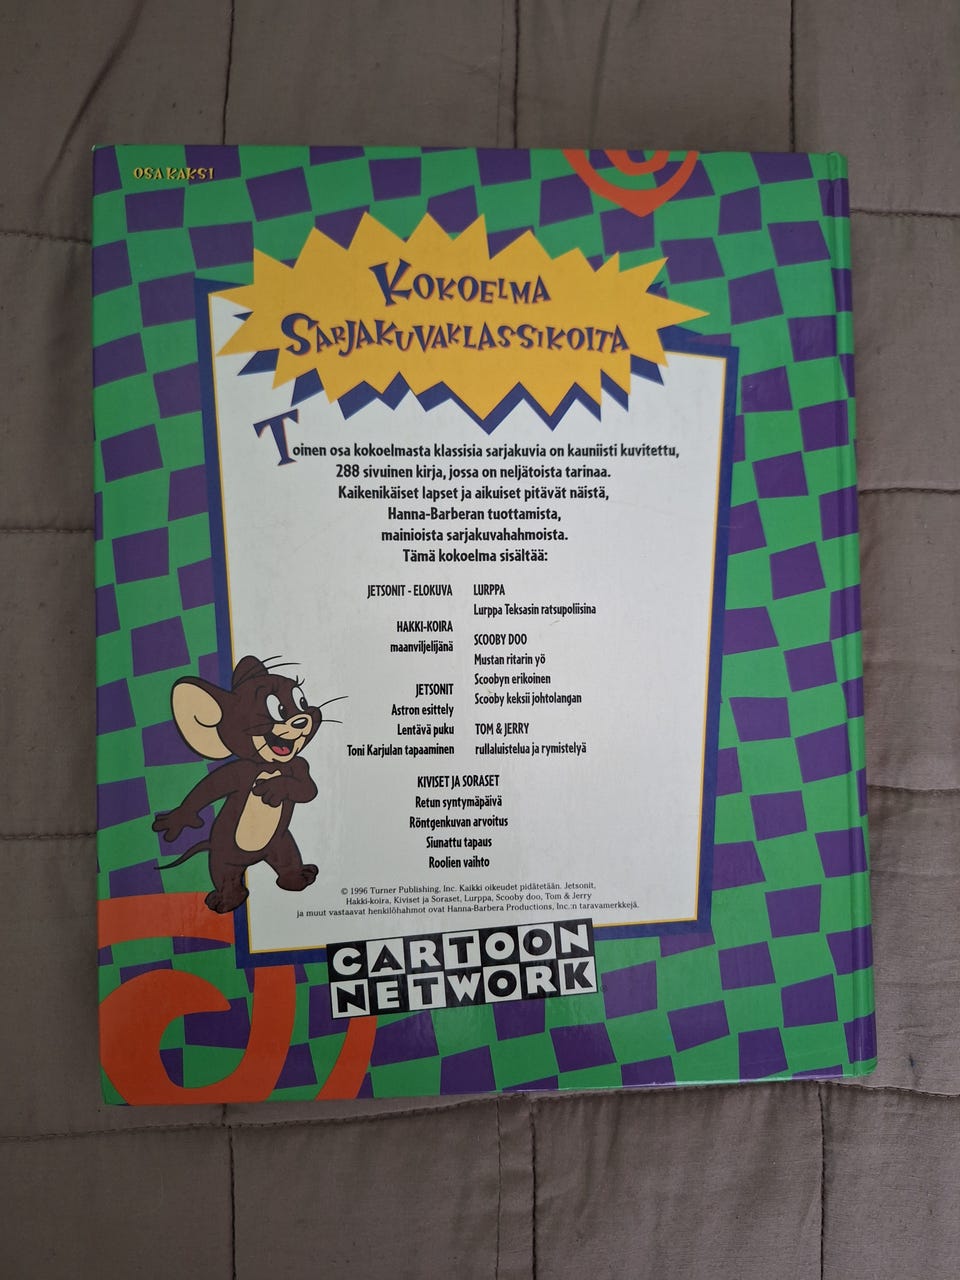 OSA KAKSI
KOKOELMA
SARJAKUVAKLASSIKOITA
Toinen osa kokoelmasta klassisia sarjakuvia on kauniisti kuvitettu,
288 sivuinen kirja, jossa on neljätoista tarinaa.
Kaikenikäiset lapset ja aikuiset pitävät näistä,
Hanna-Barberan tuottamista,
mainioista sarjakuvahahmoista.
Tämä kokoelma sisältää:
JETSONIT - ELOKUVA
HAKKI-KOIRA
maanviljelijänä
JETSONIT
Astron esittely
Lentävä puku
Toni Karjulan tapaaminen
LURPPA
Lurppa Teksasin ratsupoliisina
SCOOBY DOO
Mustan ritarin yö
Scoobyn erikoinen
Scooby keksii johtolangan
TOM & JERRY
rullaluistelua ja rymistelyä
KIVISET JA SORASET
Retun syntymäpäivä
Röntgenkuvan arvoitus
Siunattu tapaus
Roolien vaihto
© 1996 Turner Publishing, Inc. Kaikki oikeudet pidätetään. Jetsonit,
Hakki-koira, Kiviset ja Soraset, Lurppa, Scooby doo, Tom & Jerry
ja muut vastaavat henkilöhahmot ovat Hanna-Barbera Productions, Inc.:n taravamerkkejä.
CARTOON
NETWORK®